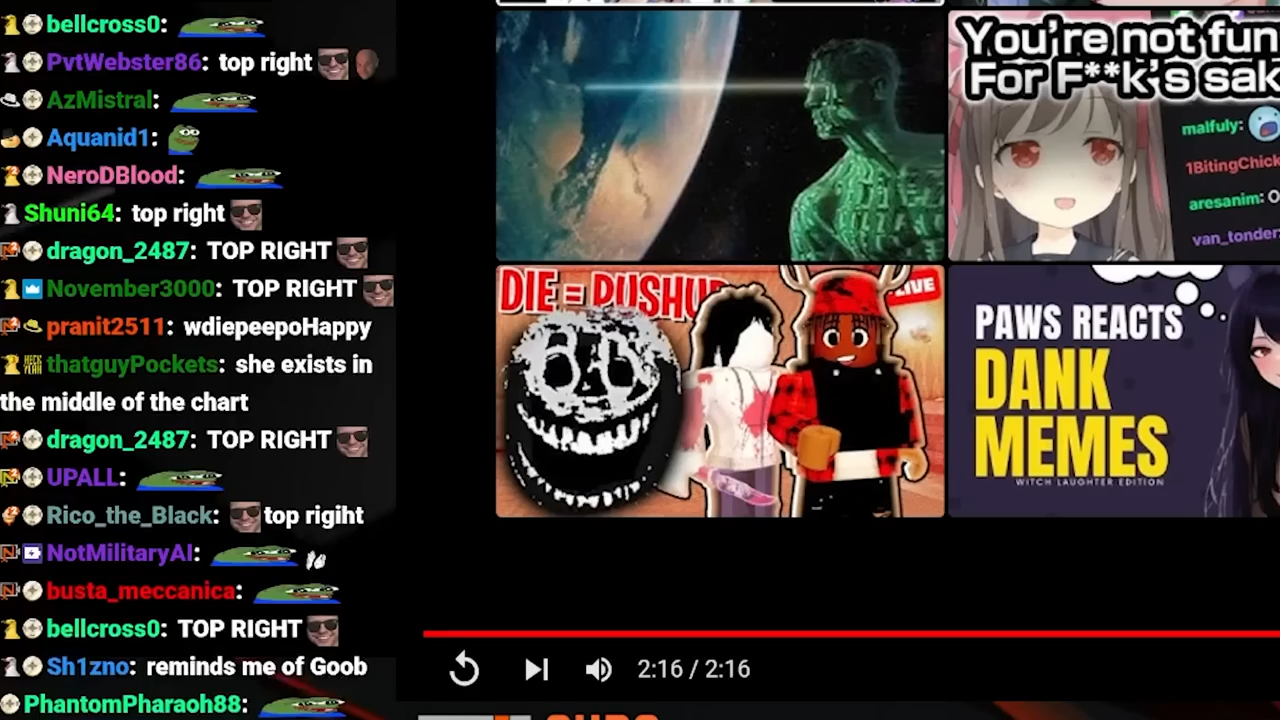 bellcross0:
PvtWebster86: top right
AzMistral:
Aquanid1:
NeroDBlood:
Shuni64: top right
dragon_2487: TOP RIGHT
November3000: TOP RIGHT
pranit2511: wdiepeepoHappy
thatguyPockets: she exists in
the middle of the chart
dragon_2487: TOP RIGHT
UPALL:
Rico_the_Black: top rigiht
NotMilitaryAI:
busta_meccanica:
bellcross0: TOP RIGHT
Sh1zno: reminds me of Goob
PhantomPharaoh88:
You're not fun
For F**k's sak
malfuly:
1BitingChick
aresanim: O
van_tonder:
DIE = PUSHUP
LIVE
PAWS REACTS
DANK
MEMES
WITCH LAUGHTER EDITION
2:16 / 2:16